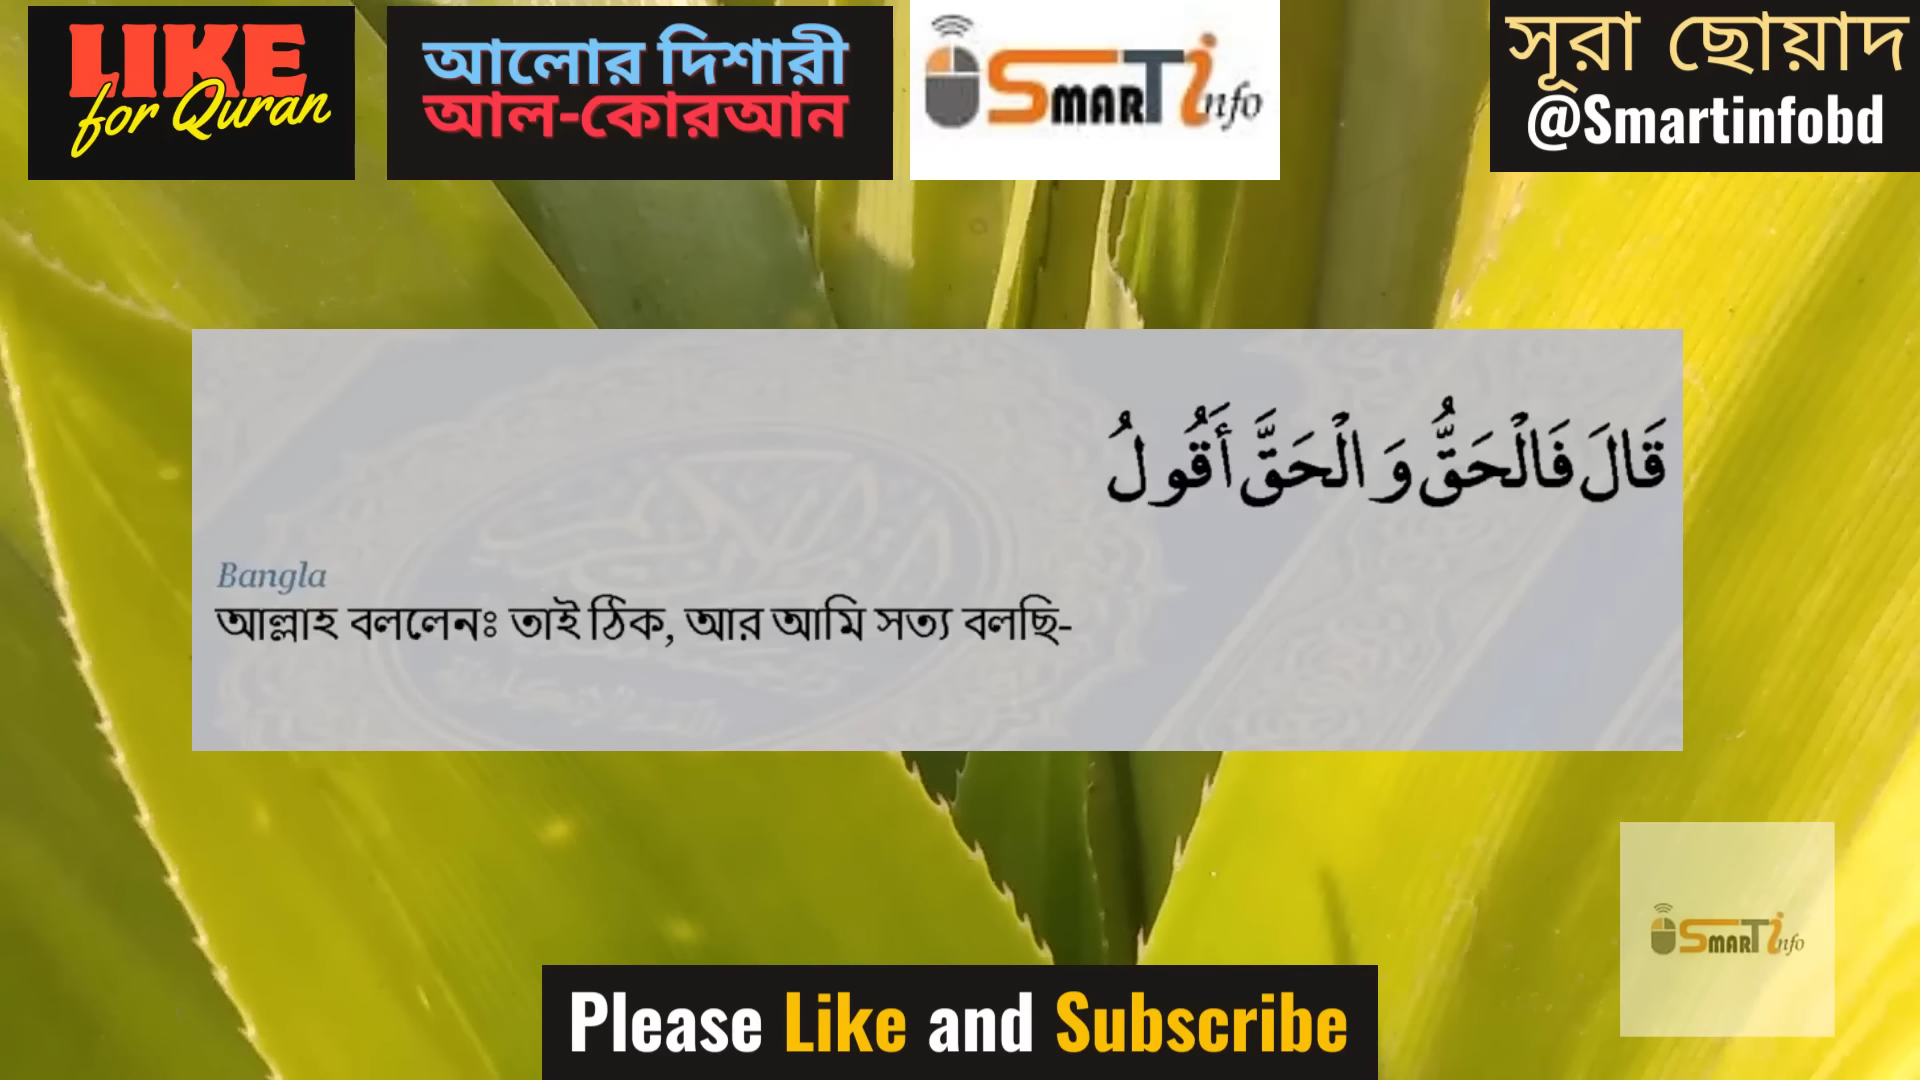 LIKE
for Quran
আলোর দিশারী
আল-কোরআন
SMARTInfo
সূরা ছোয়াদ
@Smartinfobd
قَالَ فَالْحَقُّ وَالْحَقَّ أَقُولُ
Bangla
আল্লাহ বললেনঃ তাই ঠিক, আর আমি সত্য বলছি-
SMARTInfo
Please Like and Subscribe